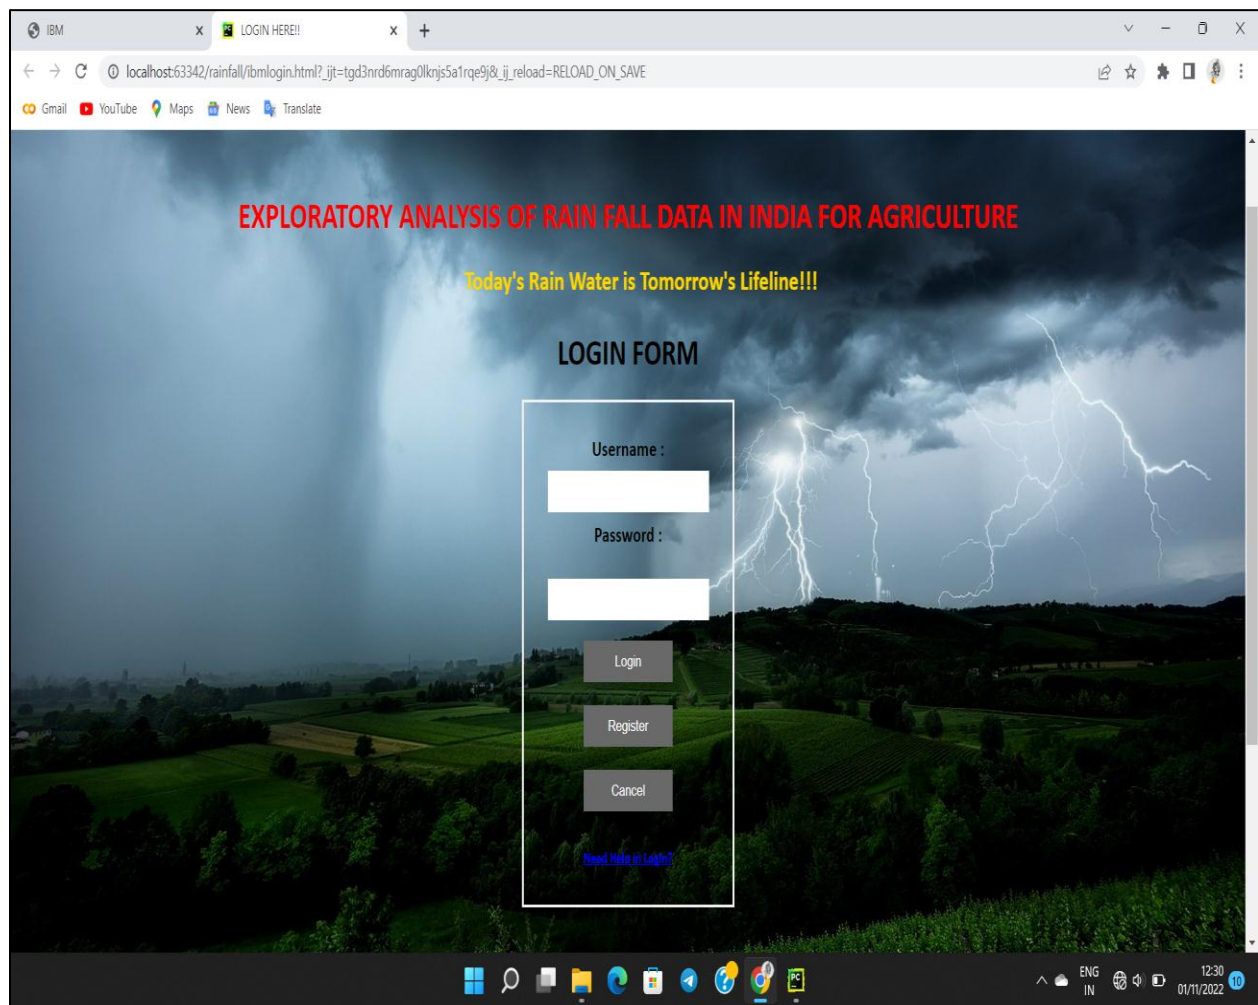 IBM
LOGIN HERE!!
localhost:63342/rainfall/ibmlogin.html?_ijt=tgd3nrd6mrag0lknjs5a1rqe9j&_ij_reload=RELOAD_ON_SAVE
Gmail YouTube Maps News Translate
EXPLORATORY ANALYSIS OF RAIN FALL DATA IN INDIA FOR AGRICULTURE
Today's Rain Water is Tomorrow's Lifeline!!!
LOGIN FORM
Username :
Password :
Login
Register
Cancel
Need Help in Login?
PC
ENG
IN
12:30
01/11/2022
10